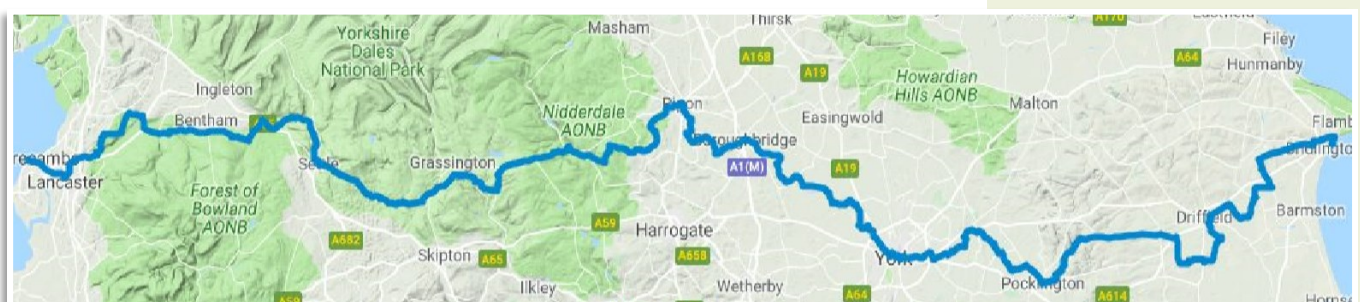 Thirsk
A170
Masham
Filey
Yorkshire
Dales
National Park
A168
A19
A64
Hunmanby
Howardian
Hills AONB
Ingleton
Malton
Nidderdale
AONB
Easingwold
Bentham
Grassington
A1(M)
A19
Lancaster
Forest of
Bowland
AONB
A59
Harrogate
Barmston
A682
Skipton
A65
A658
York
Ilkley
Wetherby
A64
Pocklington
A614
A59